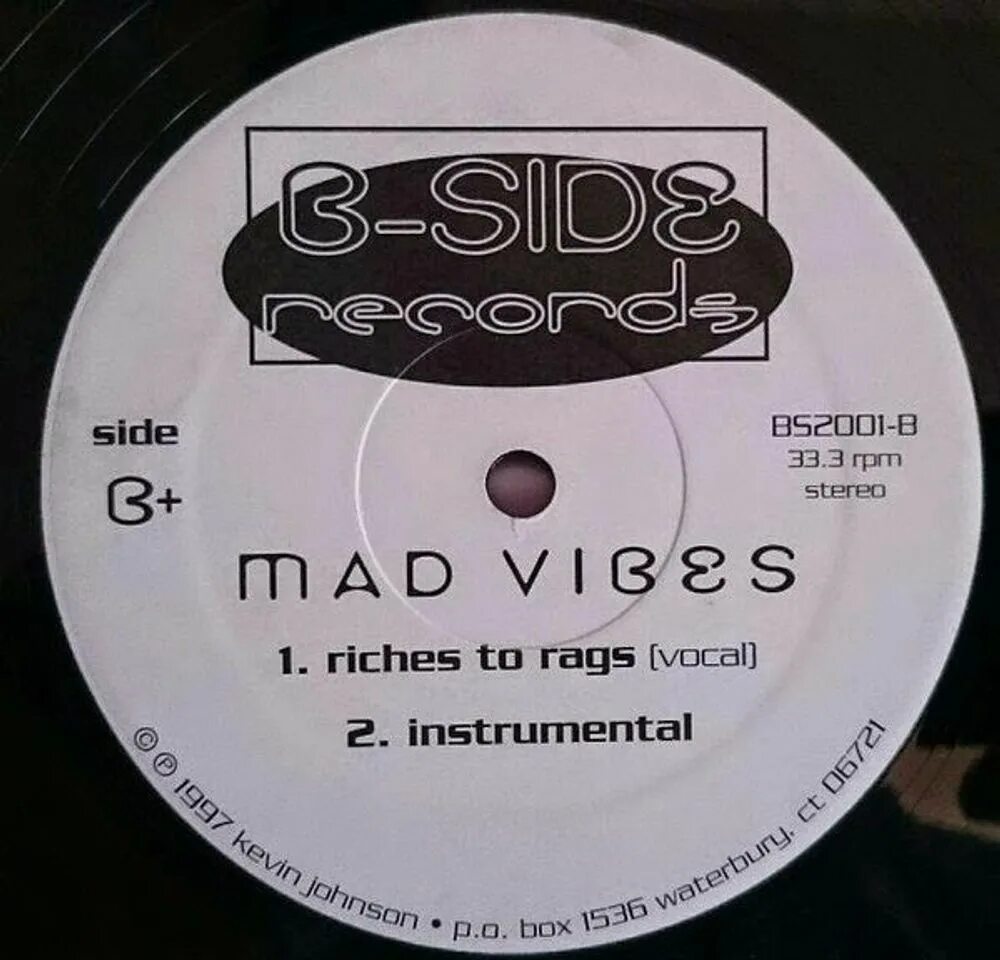 B-SIDE
records
side
B+
BS2001-B
33.3 rpm
stereo
MAD VIBES
1. riches to rags (vocal)
2. instrumental
© ℗ 1997 kevin johnson • p.o. box 1536 waterbury, ct 06721